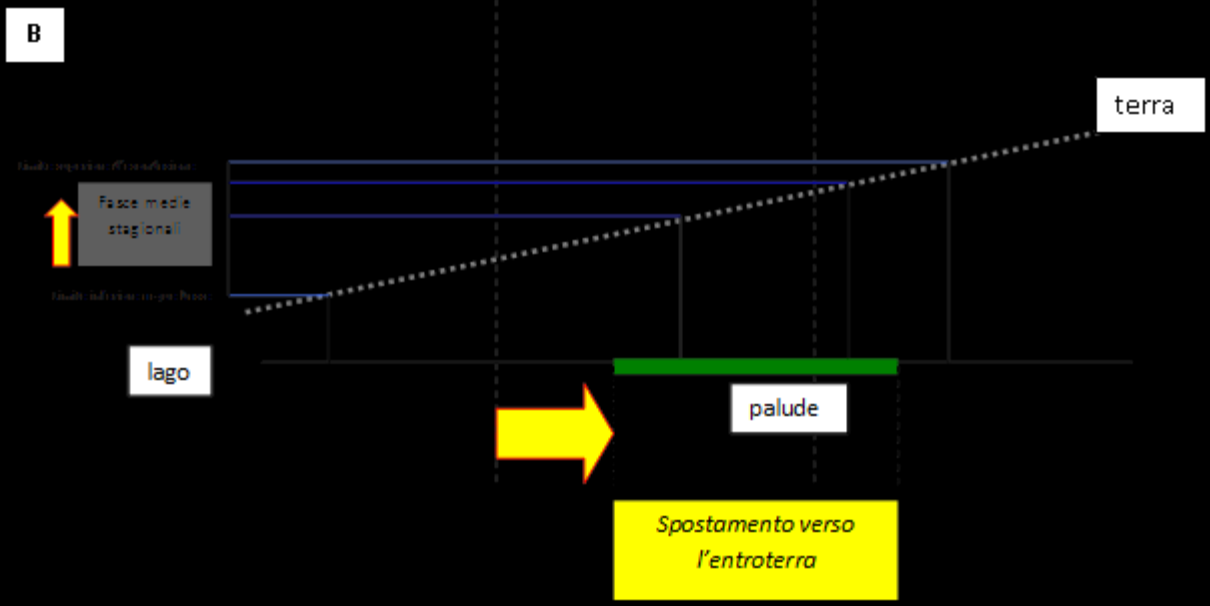 B
terra
Fasce medie
stagionali
lago
palude
Spostamento verso
l'entroterra